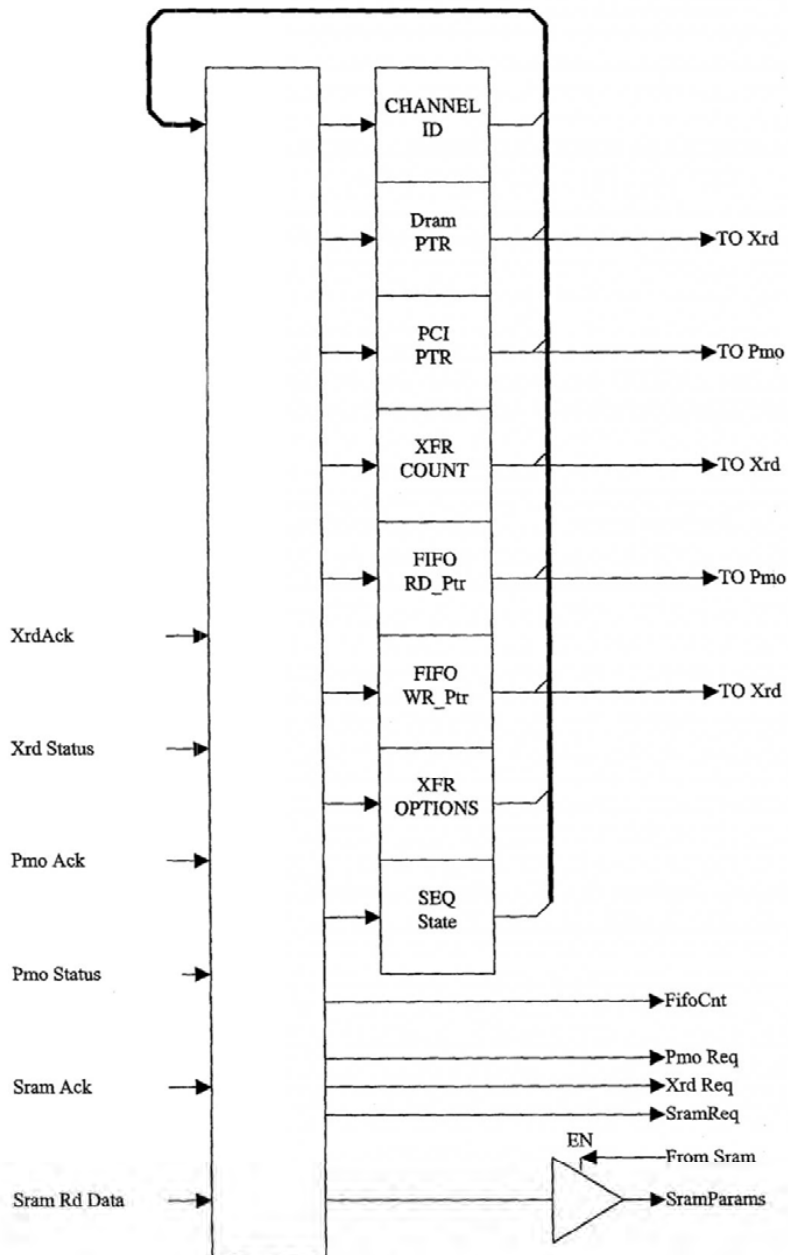 CHANNEL
ID
Dram
PTR
TO Xrd
PCI
PTR
TO Pmo
XFR
COUNT
TO Xrd
FIFO
RD_Ptr
TO Pmo
XrdAck
FIFO
WR_Ptr
TO Xrd
Xrd Status
XFR
OPTIONS
Pmo Ack
SEQ
State
Pmo Status
FifoCnt
Pmo Req
Sram Ack
Xrd Req
SramReq
EN
From Sram
Sram Rd Data
SramParams